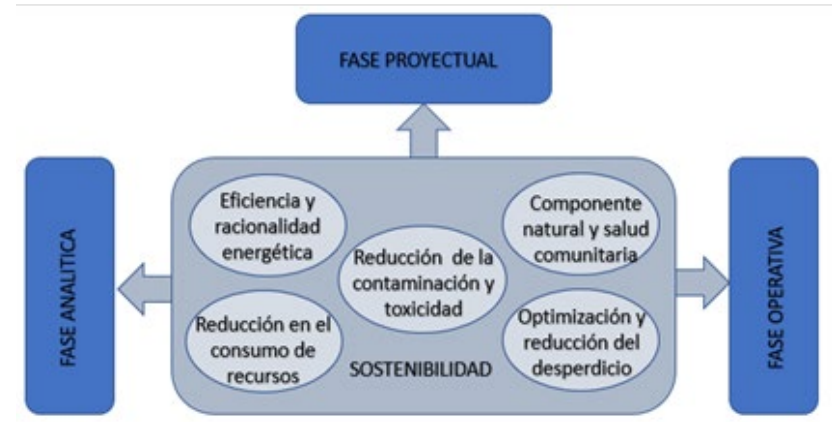 FASE PROYECTUAL
FASE ANALITICA
Eficiencia y
racionalidad
energética
Reducción en el
consumo de
recursos
Reducción de la
contaminación y
toxicidad
SOSTENIBILIDAD
Componente
natural y salud
comunitaria
Optimización y
reducción del
desperdicio
FASE OPERATIVA